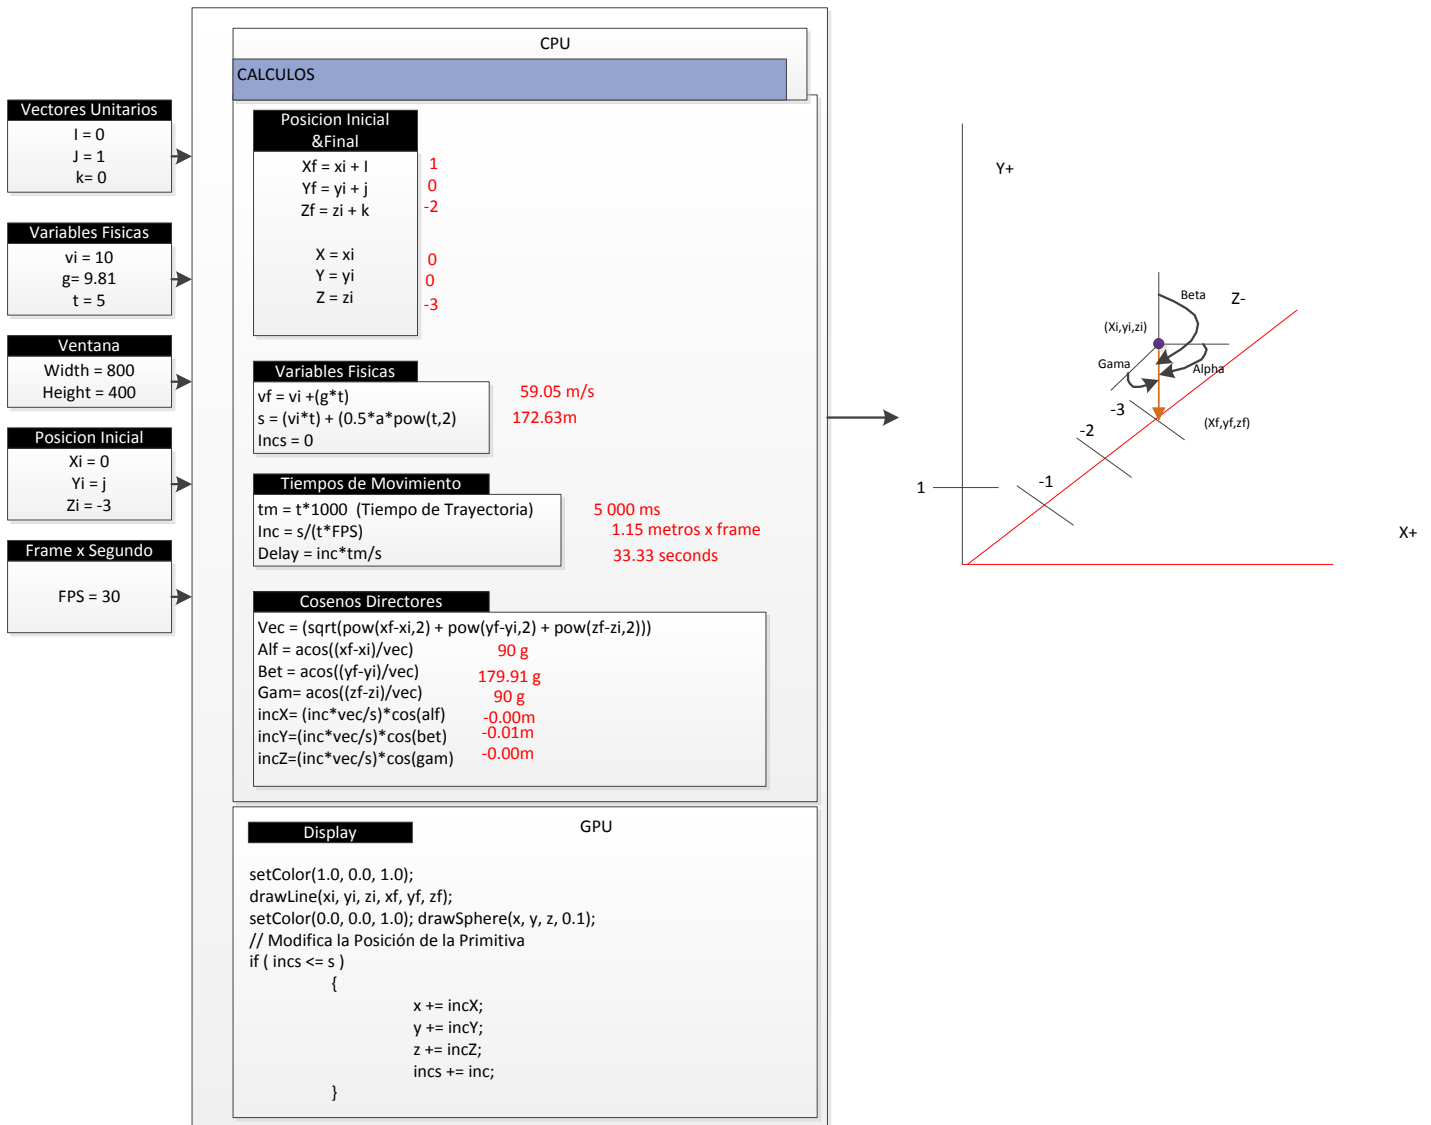 Vectores Unitarios
I = 0
J = 1
k= 0
Variables Fisicas
vi = 10
g= 9.81
t = 5
Ventana
Width = 800
Height = 400
Posicion Inicial
Xi = 0
Yi = j
Zi = -3
Frame x Segundo
FPS = 30
CPU
CALCULOS
Posicion Inicial
&Final
Xf = xi + I 1
Yf = yi + j 0
Zf = zi + k -2
X = xi 0
Y = yi 0
Z = zi -3
Variables Fisicas
vf = vi +(g*t) 59.05 m/s
s = (vi*t) + (0.5*a*pow(t,2) 172.63m
Incs = 0
Tiempos de Movimiento
tm = t*1000 (Tiempo de Trayectoria) 5 000 ms
Inc = s/(t*FPS) 1.15 metros x frame
Delay = inc*tm/s 33.33 seconds
Cosenos Directores
Vec = (sqrt(pow(xf-xi,2) + pow(yf-yi,2) + pow(zf-zi,2)))
Alf = acos((xf-xi)/vec) 90 g
Bet = acos((yf-yi)/vec) 179.91 g
Gam= acos((zf-zi)/vec) 90 g
incX= (inc*vec/s)*cos(alf) -0.00m
incY=(inc*vec/s)*cos(bet) -0.01m
incZ=(inc*vec/s)*cos(gam) -0.00m
Display
GPU
setColor(1.0, 0.0, 1.0);
drawLine(xi, yi, zi, xf, yf, zf);
setColor(0.0, 0.0, 1.0); drawSphere(x, y, z, 0.1);
// Modifica la Posición de la Primitiva
if ( incs <= s )
{
x += incX;
y += incY;
z += incZ;
incs += inc;
}
Y+
Beta
Z-
(Xi,yi,zi)
Gama
Alpha
-3
(Xf,yf,zf)
-2
-1
1
X+